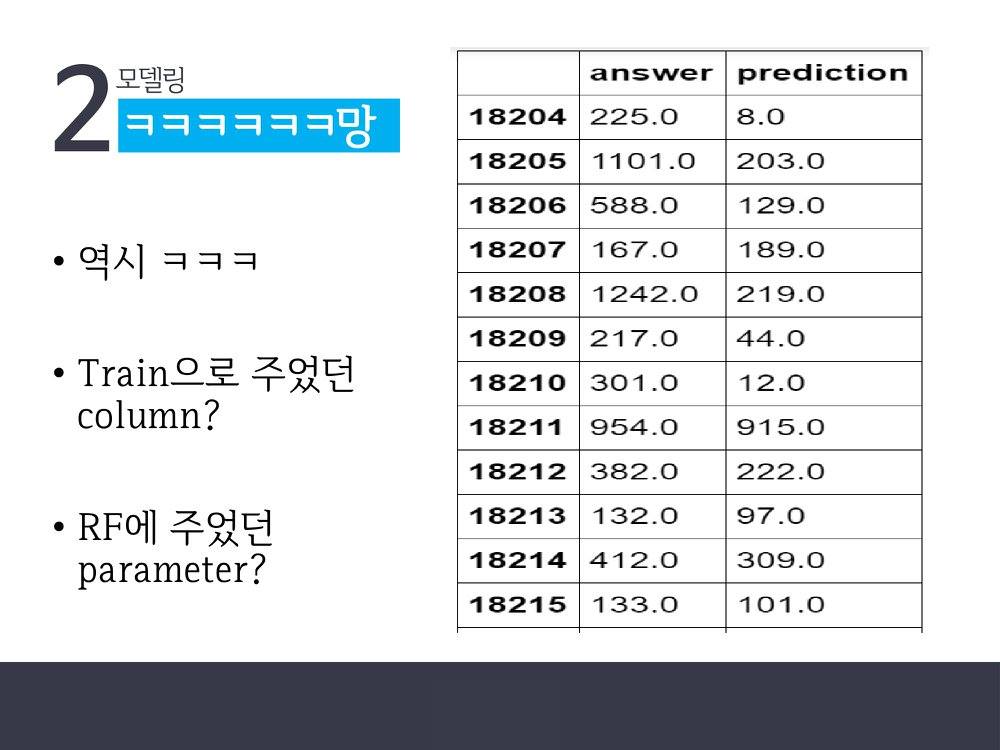 2 모델링
ㅋㅋㅋㅋㅋㅋ망
• 역시 ㅋㅋㅋ
• Train으로 주었던
column?
• RF에 주었던
parameter?
answer prediction
18204 225.0 8.0
18205 1101.0 203.0
18206 588.0 129.0
18207 167.0 189.0
18208 1242.0 219.0
18209 217.0 44.0
18210 301.0 12.0
18211 954.0 915.0
18212 382.0 222.0
18213 132.0 97.0
18214 412.0 309.0
18215 133.0 101.0